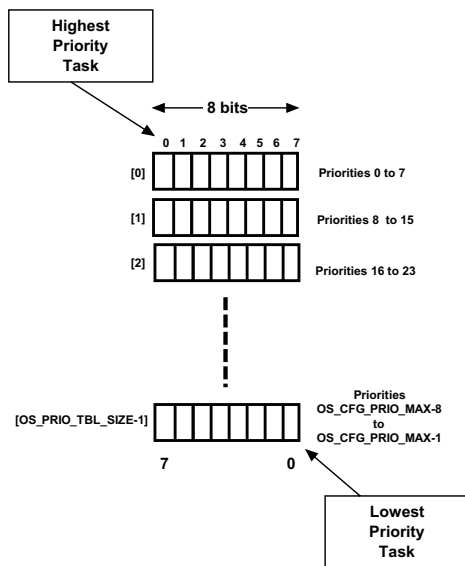 Highest
Priority
Task
8 bits
0 1 2 3 4 5 6 7
[0] Priorities 0 to 7
[1] Priorities 8 to 15
[2] Priorities 16 to 23
[OS_PRIO_TBL_SIZE-1]
Priorities
OS_CFG_PRIO_MAX-8
to
OS_CFG_PRIO_MAX-1
7 0
Lowest
Priority
Task